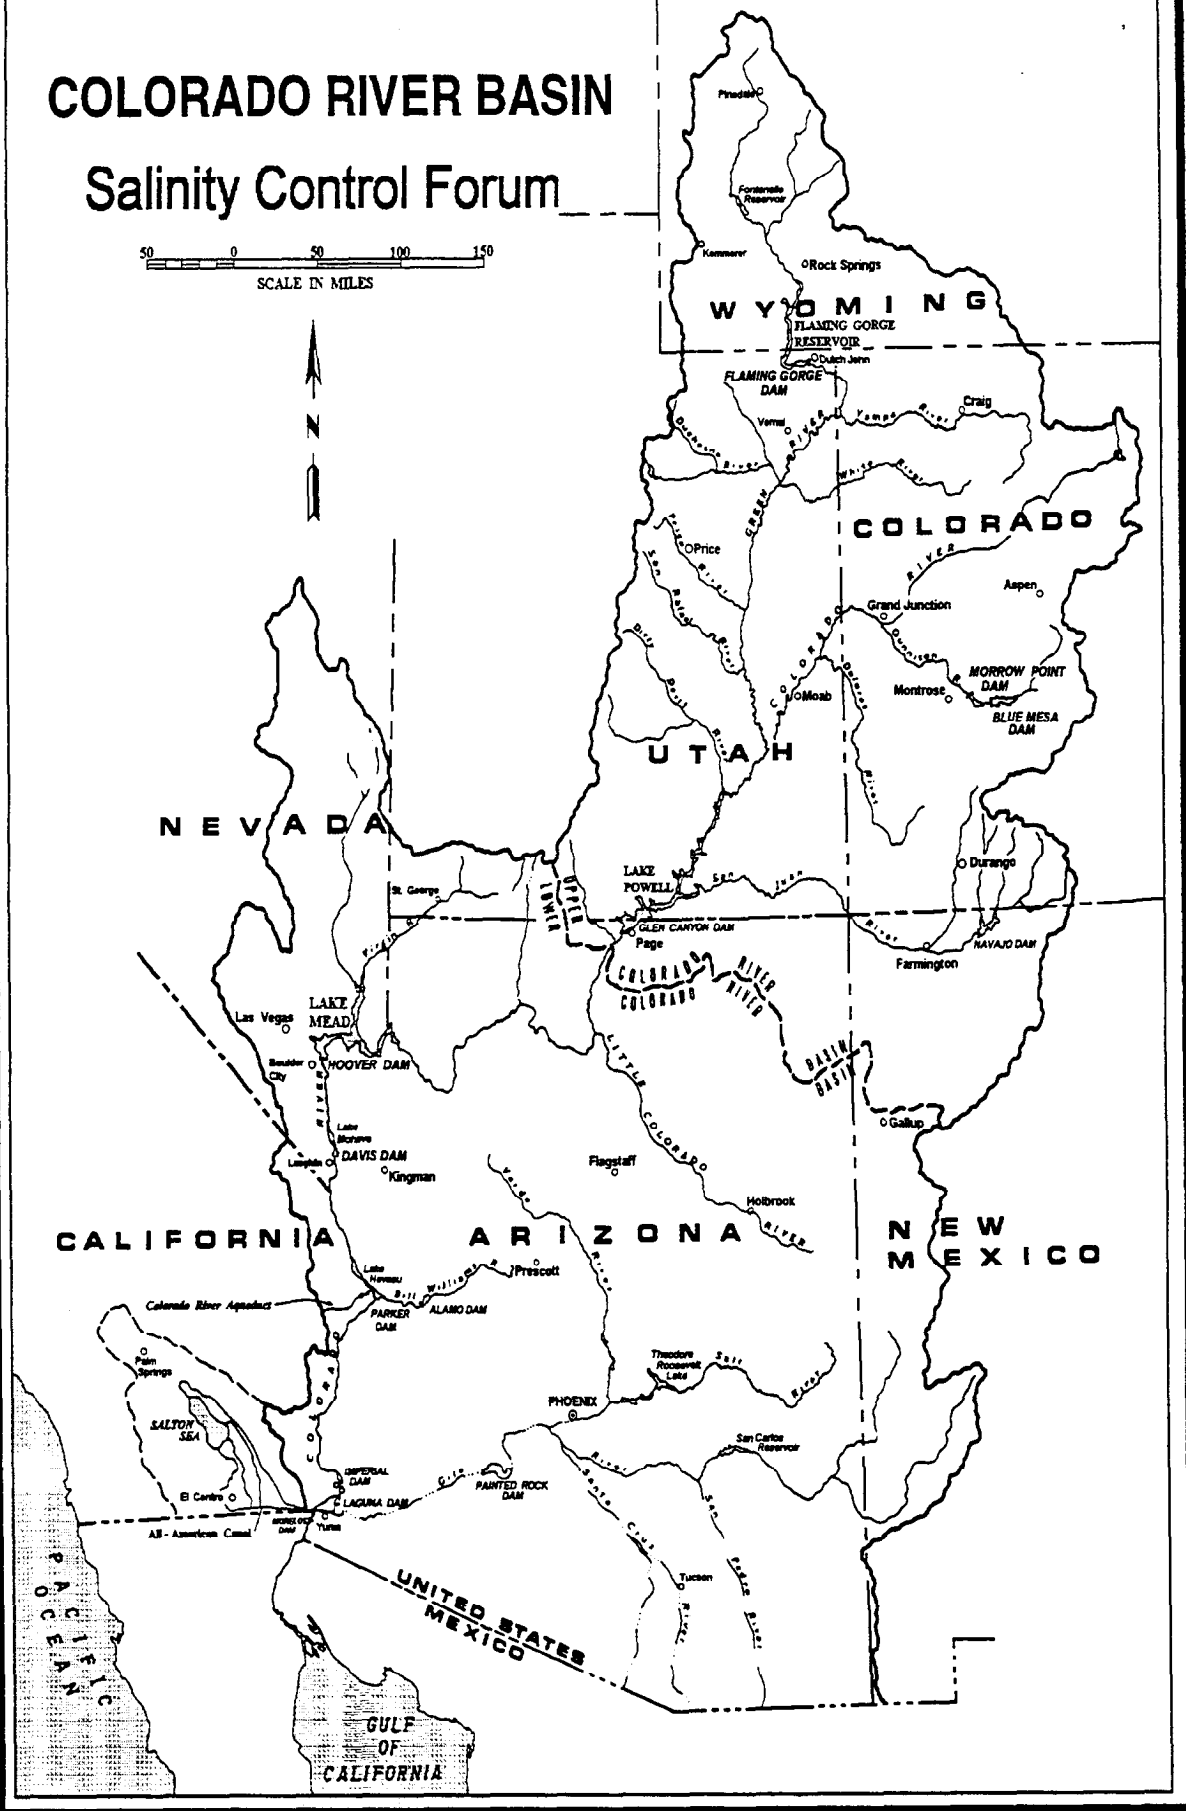 COLORADO RIVER BASIN
Salinity Control Forum
50 0 50 100 150
SCALE IN MILES
N
Pinedale
Fontenelle
Reservoir
Kemmerer
Rock Springs
WYOMING
FLAMING GORGE
RESERVOIR
Dutch John
FLAMING GORGE
DAM
Craig
Yampa River
Vernal
Duchesne River
GREEN RIVER
White River
COLORADO
Price
Price River
San Rafael River
RIVER
Aspen
Grand Junction
Gunnison R
Dirty Devil River
COLORADO
Moab
Dolores River
Montrose
MORROW POINT
DAM
BLUE MESA
DAM
UTAH
NEVADA
Durango
LAKE
POWELL
San Juan River
St. George
UPPER
LOWER
GLEN CANYON DAM
Page
NAVAJO DAM
Farmington
Virgin R
COLORADO RIVER BASIN
COLORADO RIVER BASIN
LAKE
MEAD
Las Vegas
Boulder
City
HOOVER DAM
RIVER
LITTLE COLORADO RIVER
Lake
Mohave
DAVIS DAM
Laughlin
Kingman
Gallup
Flagstaff
Verde River
Holbrook
CALIFORNIA
ARIZONA
NEW
MEXICO
Lake
Havasu
Bill Williams R
Prescott
Colorado River Aqueduct
PARKER
DAM
ALAMO DAM
Palm
Springs
COLORADO
Theodore
Roosevelt
Lake
Salt River
PHOENIX
SALTON
SEA
San Carlos
Reservoir
IMPERIAL
DAM
Gila River
PAINTED ROCK
DAM
El Centro
LAGUNA DAM
MORELOS
DAM
Yuma
All-American Canal
Santa Cruz River
San Pedro River
Tucson
PACIFIC
OCEAN
UNITED STATES
MEXICO
GULF
OF
CALIFORNIA